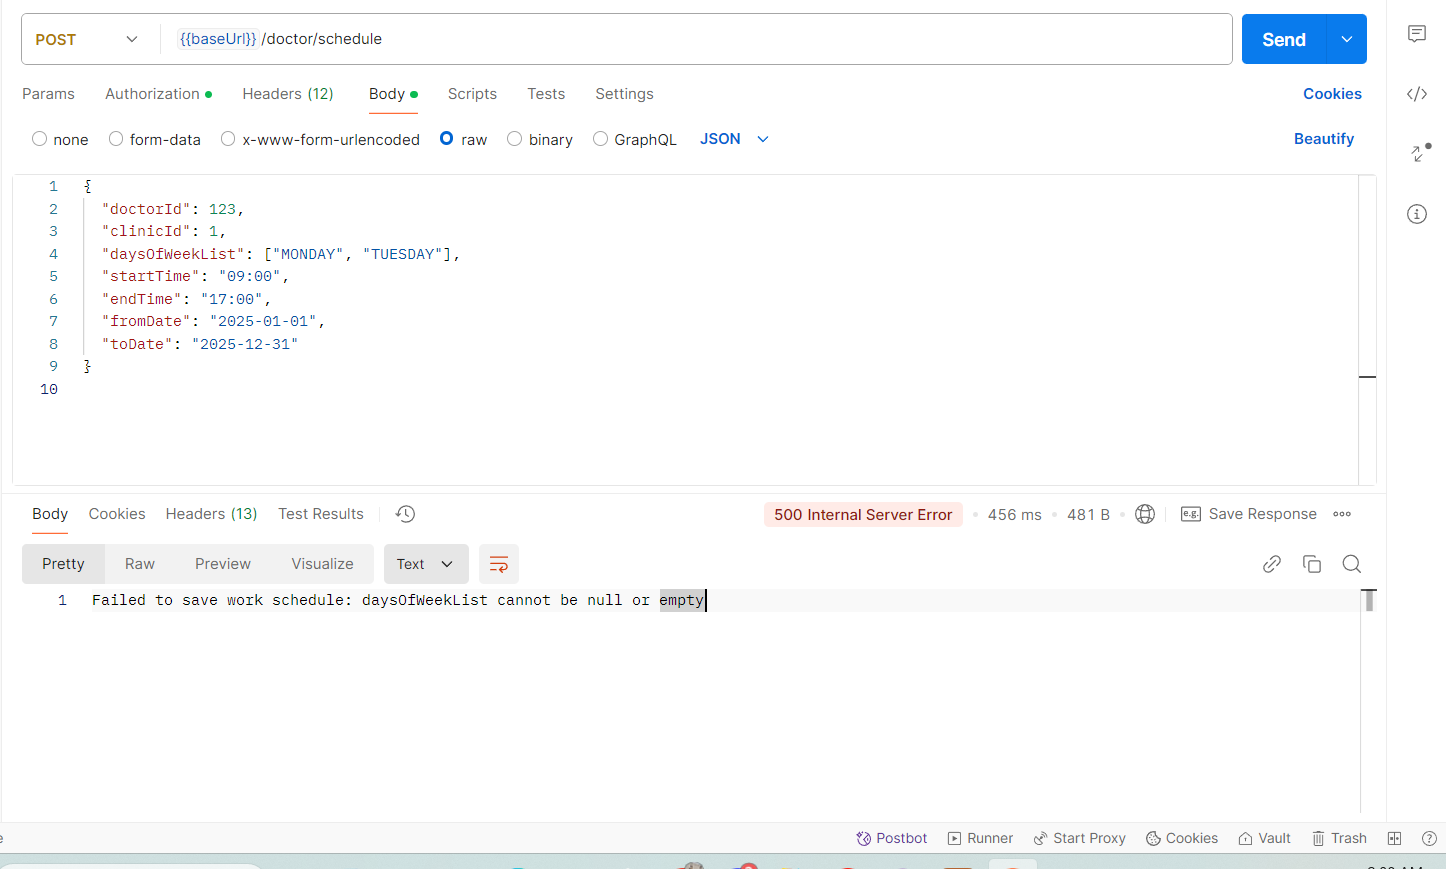 POST {{baseUrl}} /doctor/schedule Send
Params Authorization Headers (12) Body Scripts Tests Settings Cookies
none form-data x-www-form-urlencoded raw binary GraphQL JSON Beautify
1 {
2 "doctorId": 123,
3 "clinicId": 1,
4 "daysOfWeekList": ["MONDAY", "TUESDAY"],
5 "startTime": "09:00",
6 "endTime": "17:00",
7 "fromDate": "2025-01-01",
8 "toDate": "2025-12-31"
9 }
10
Body Cookies Headers (13) Test Results 500 Internal Server Error 456 ms 481 B e.g. Save Response
Pretty Raw Preview Visualize Text
1 Failed to save work schedule: daysOfWeekList cannot be null or empty
Postbot Runner Start Proxy Cookies Vault Trash